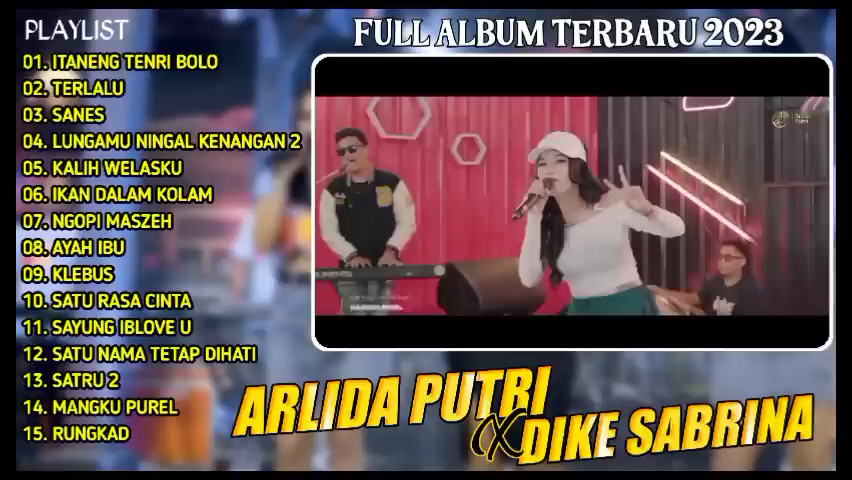 PLAYLIST
FULL ALBUM TERBARU 2023
01. ITANENG TENRI BOLO
02. TERLALU
03. SANES
04. LUNGAMU NINGAL KENANGAN 2
05. KALIH WELASKU
06. IKAN DALAM KOLAM
07. NGOPI MASZEH
08. AYAH IBU
09. KLEBUS
10. SATU RASA CINTA
11. SAYUNG IBLOVE U
12. SATU NAMA TETAP DIHATI
13. SATRU 2
14. MANGKU PUREL
15. RUNGKAD
ARLIDA PUTRI
X DIKE SABRINA